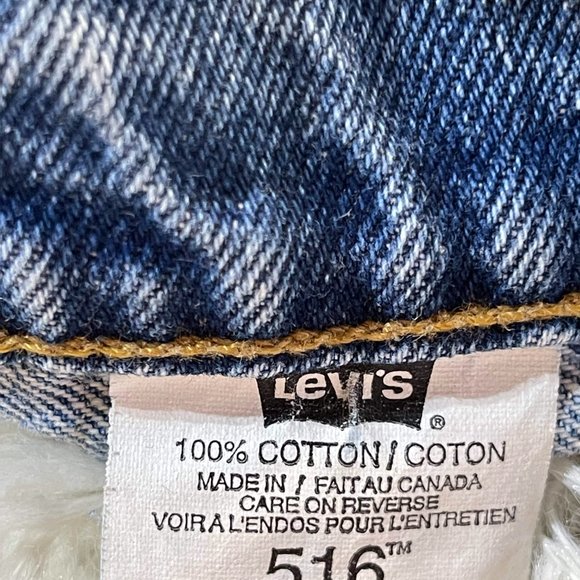 Levi's ®
100% COTTON / COTON
MADE IN / FAIT AU CANADA
CARE ON REVERSE
VOIR A L'ENDOS POUR L'ENTRETIEN
516™